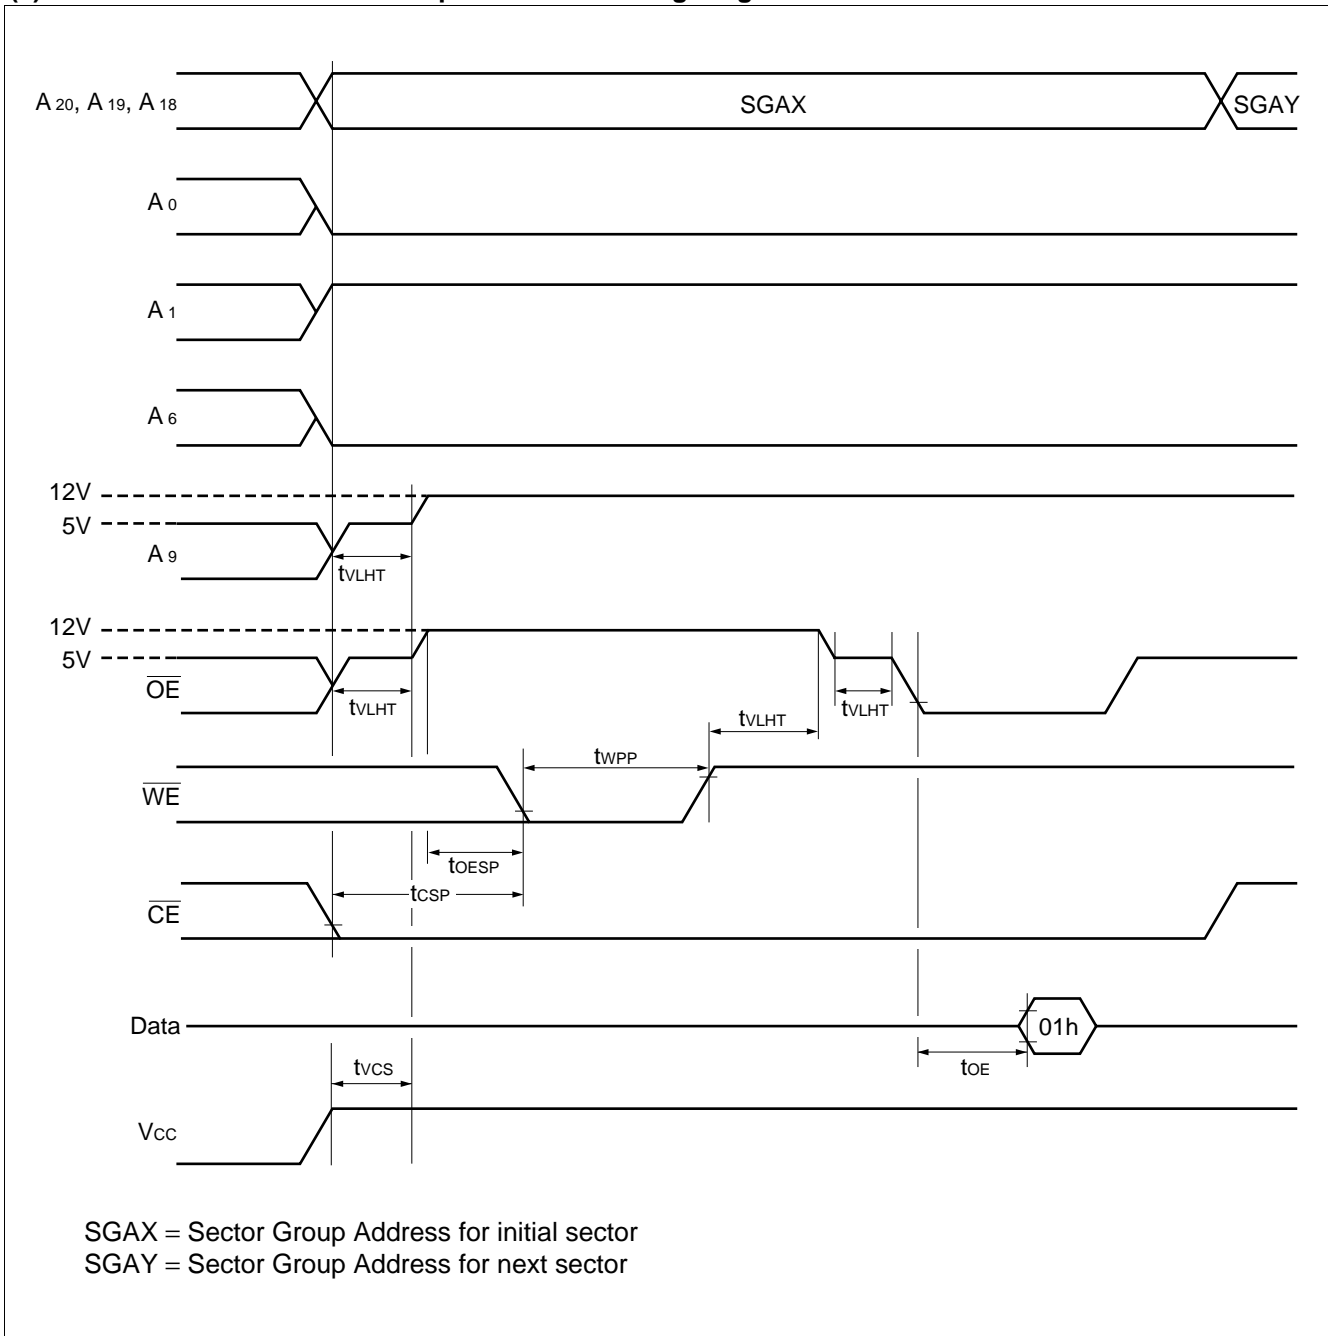 A20, A19, A18
SGAX
SGAY
A0
A1
A6
12V
5V
A9
tVLHT
12V
5V
OE
tVLHT
tVLHT
tVLHT
tWPP
WE
tOESP
tCSP
CE
Data
01h
tOE
tVCS
VCC
SGAX = Sector Group Address for initial sector
SGAY = Sector Group Address for next sector